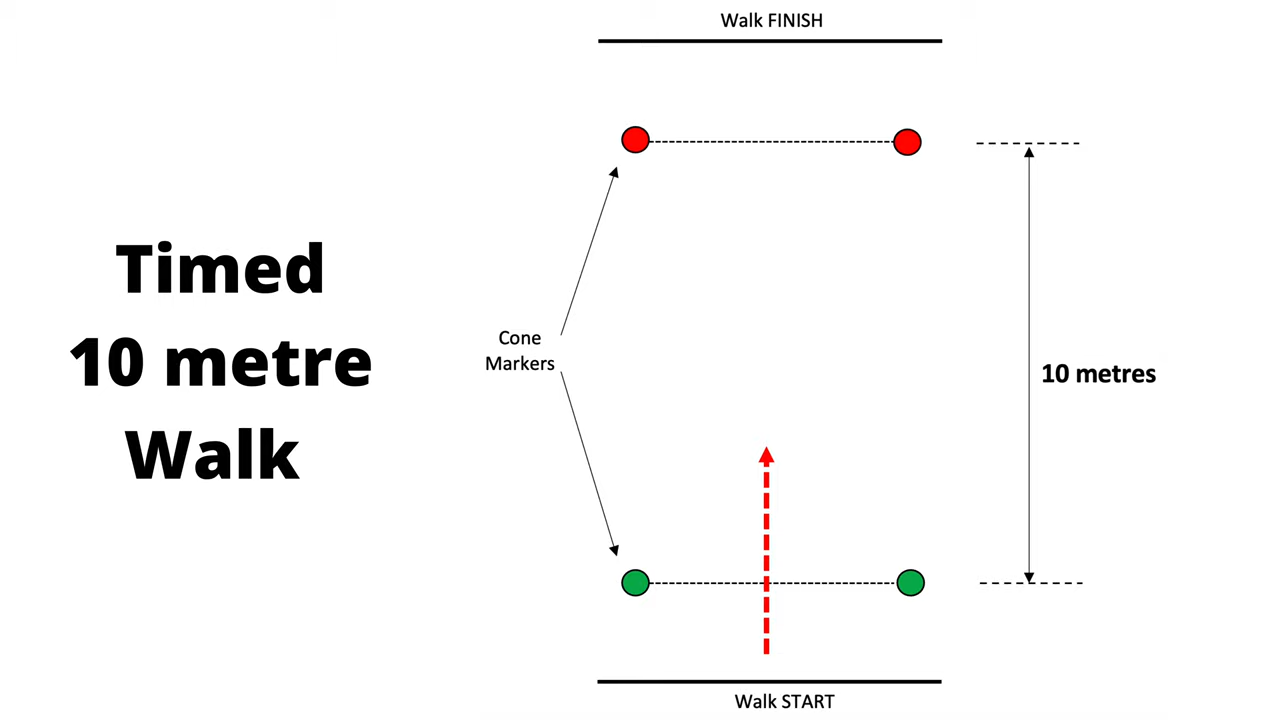 Timed
10 metre
Walk
Walk FINISH
Cone
Markers
10 metres
Walk START